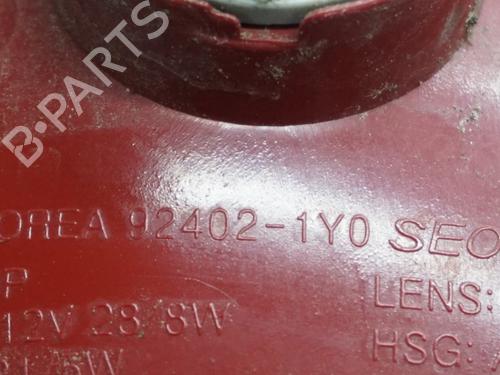 B-PARTS
OREA 92402-1Y0 SEO
P
12V 28/8W
LENS:
HSG: